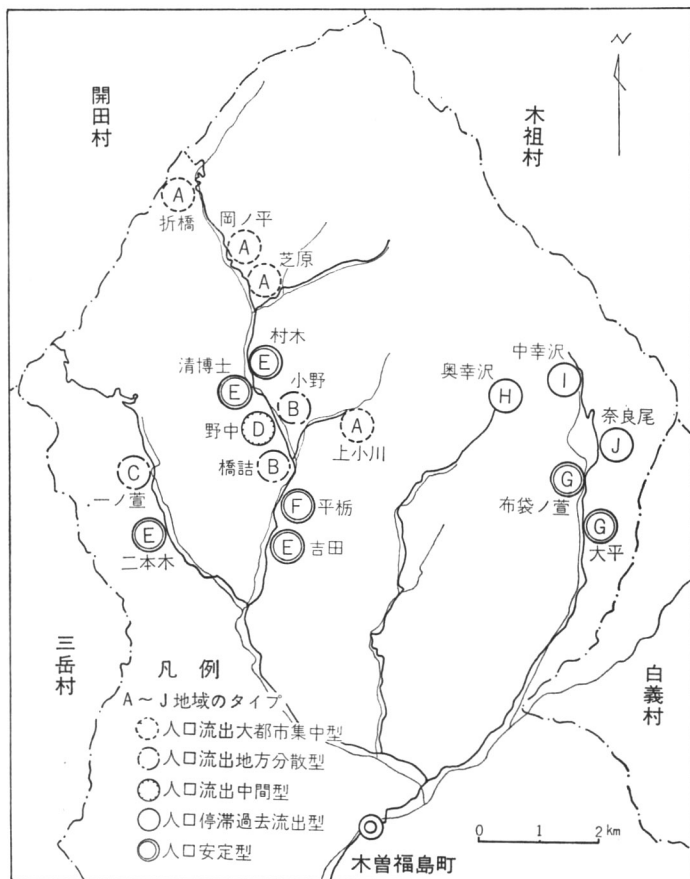 N
開田村
木祖村
A
折橋
岡ノ平
A
芝原
A
村木
E
清博士
E
小野
B
野中
D
A
上小川
橋詰
B
C
一ノ萱
E
二本木
F
平栃
E
吉田
奥幸沢
H
中幸沢
I
奈良尾
J
G
布袋ノ萱
G
大平
三岳村
白義村
凡例
A~J地域のタイプ
人口流出大都市集中型
人口流出地方分散型
人口流出中間型
人口停滞過去流出型
人口安定型
0 1 2km
木曽福島町